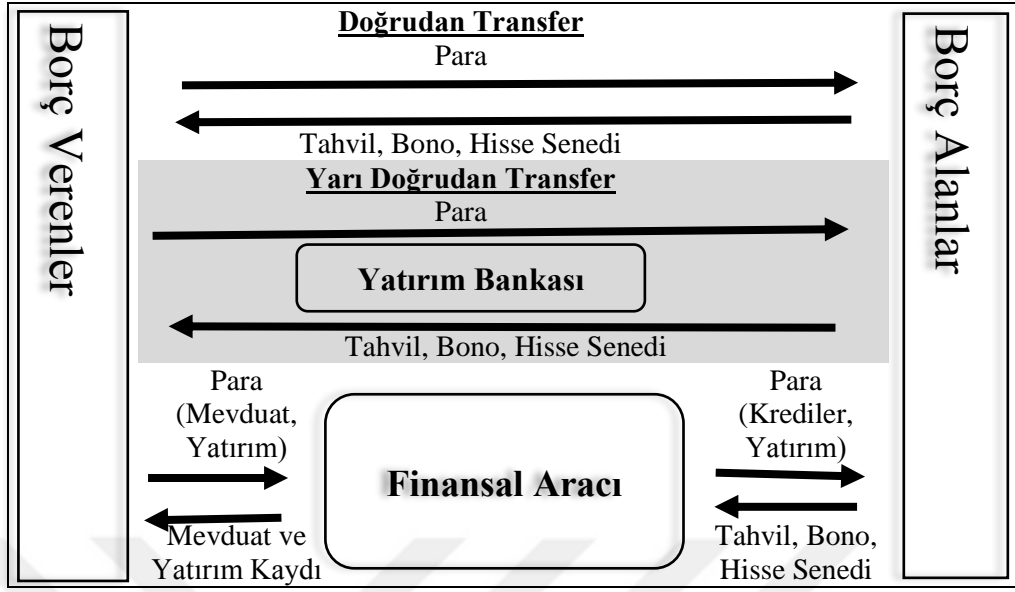 Borç Verenler
Doğrudan Transfer
Para
Tahvil, Bono, Hisse Senedi
Yarı Doğrudan Transfer
Para
Yatırım Bankası
Tahvil, Bono, Hisse Senedi
Para
(Mevduat,
Yatırım)
Mevduat ve
Yatırım Kaydı
Finansal Aracı
Para
(Krediler,
Yatırım)
Tahvil, Bono,
Hisse Senedi
Borç Alanlar